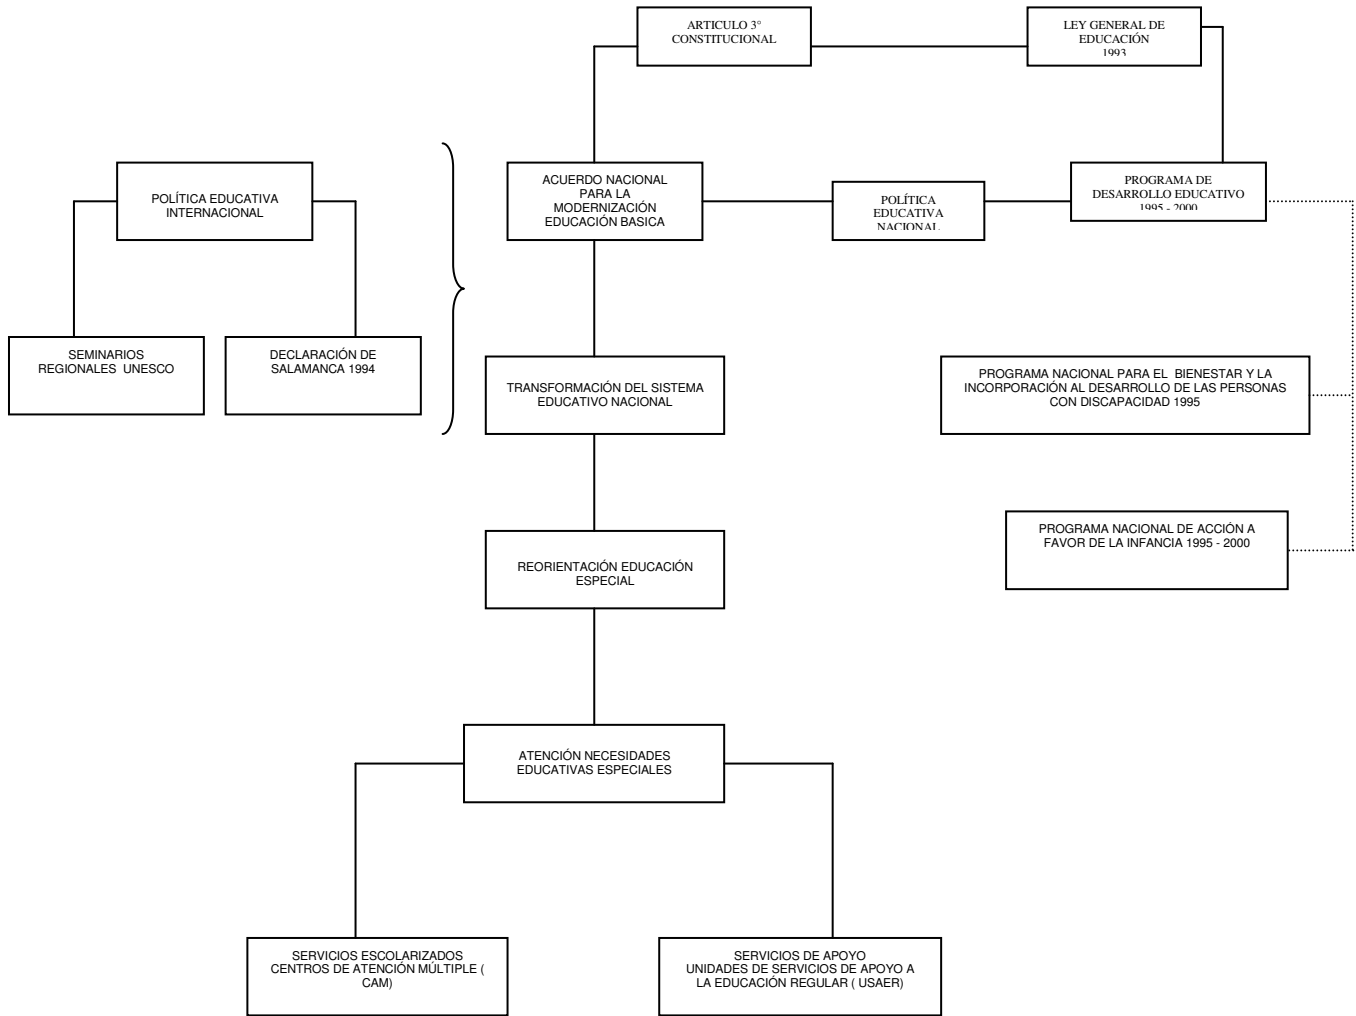 ARTICULO 3°
CONSTITUCIONAL
LEY GENERAL DE
EDUCACIÓN
1993
POLÍTICA EDUCATIVA
INTERNACIONAL
ACUERDO NACIONAL
PARA LA
MODERNIZACIÓN
EDUCACIÓN BASICA
POLÍTICA
EDUCATIVA
NACIONAL
PROGRAMA DE
DESARROLLO EDUCATIVO
1995 - 2000
SEMINARIOS
REGIONALES UNESCO
DECLARACIÓN DE
SALAMANCA 1994
TRANSFORMACIÓN DEL SISTEMA
EDUCATIVO NACIONAL
PROGRAMA NACIONAL PARA EL BIENESTAR Y LA
INCORPORACIÓN AL DESARROLLO DE LAS PERSONAS
CON DISCAPACIDAD 1995
REORIENTACIÓN EDUCACIÓN
ESPECIAL
PROGRAMA NACIONAL DE ACCIÓN A
FAVOR DE LA INFANCIA 1995 - 2000
ATENCIÓN NECESIDADES
EDUCATIVAS ESPECIALES
SERVICIOS ESCOLARIZADOS
CENTROS DE ATENCIÓN MÚLTIPLE (
CAM)
SERVICIOS DE APOYO
UNIDADES DE SERVICIOS DE APOYO A
LA EDUCACIÓN REGULAR ( USAER)